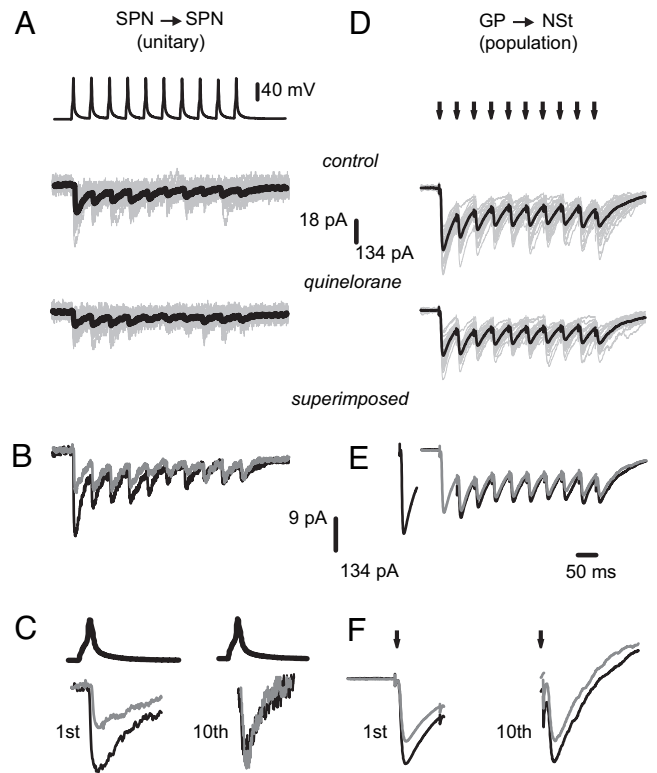 A
SPN → SPN
(unitary)
D
GP → NSt
(population)
40 mV
control
18 pA
134 pA
quinelorane
superimposed
B
E
9 pA
134 pA
50 ms
C
F
1st
10th
1st
10th